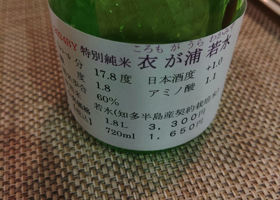 特別純米 衣が浦若水
ころもがうらわかみず
分 17.8度 日本酒度 +1.0
1.8 アミノ酸 1.1
60%
若水(知多半島産契約栽培米)
1.8L 3,300円
720ml 1,650円